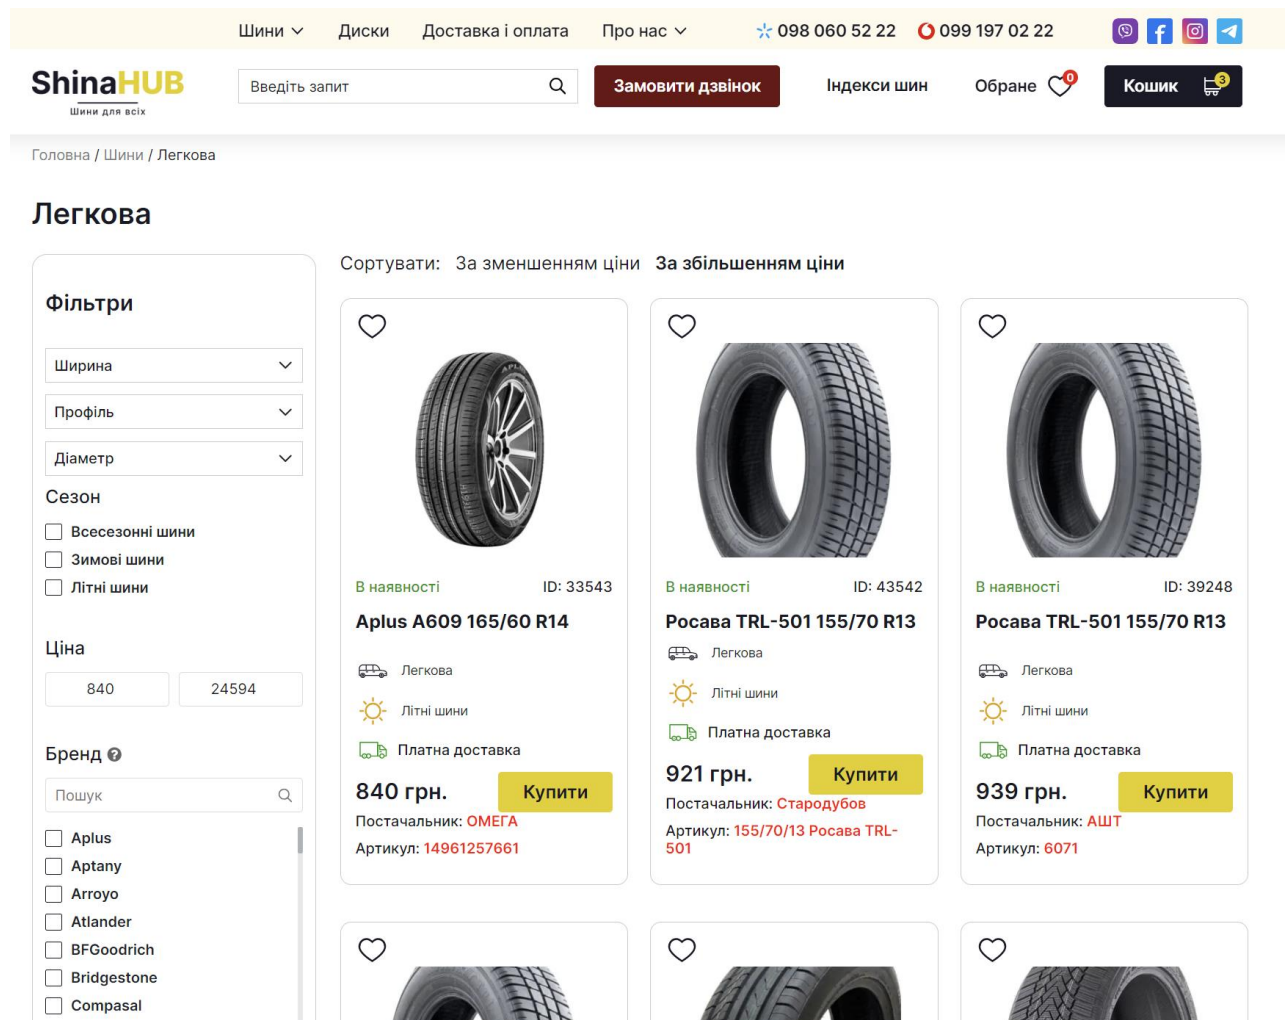 Шини Диски Доставка і оплата Про нас 098 060 52 22 099 197 02 22
ShinaHUB
Шини для всіх
Введіть запит
Замовити дзвінок
Індекси шин
Обране 0
Кошик 3
Головна / Шини / Легкова
Легкова
Сортувати: За зменшенням ціни За збільшенням ціни
Фільтри
Ширина
Профіль
Діаметр
Сезон
Всесезонні шини
Зимові шини
Літні шини
Ціна
840 24594
Бренд ?
Пошук
Aplus
Aptany
Arroyo
Atlander
BFGoodrich
Bridgestone
Compasal
В наявності ID: 33543
Aplus A609 165/60 R14
Легкова
Літні шини
Платна доставка
840 грн. Купити
Постачальник: ОМЕГА
Артикул: 14961257661
В наявності ID: 43542
Росава TRL-501 155/70 R13
Легкова
Літні шини
Платна доставка
921 грн. Купити
Постачальник: Стародубов
Артикул: 155/70/13 Росава TRL-
501
В наявності ID: 39248
Росава TRL-501 155/70 R13
Легкова
Літні шини
Платна доставка
939 грн. Купити
Постачальник: АШТ
Артикул: 6071